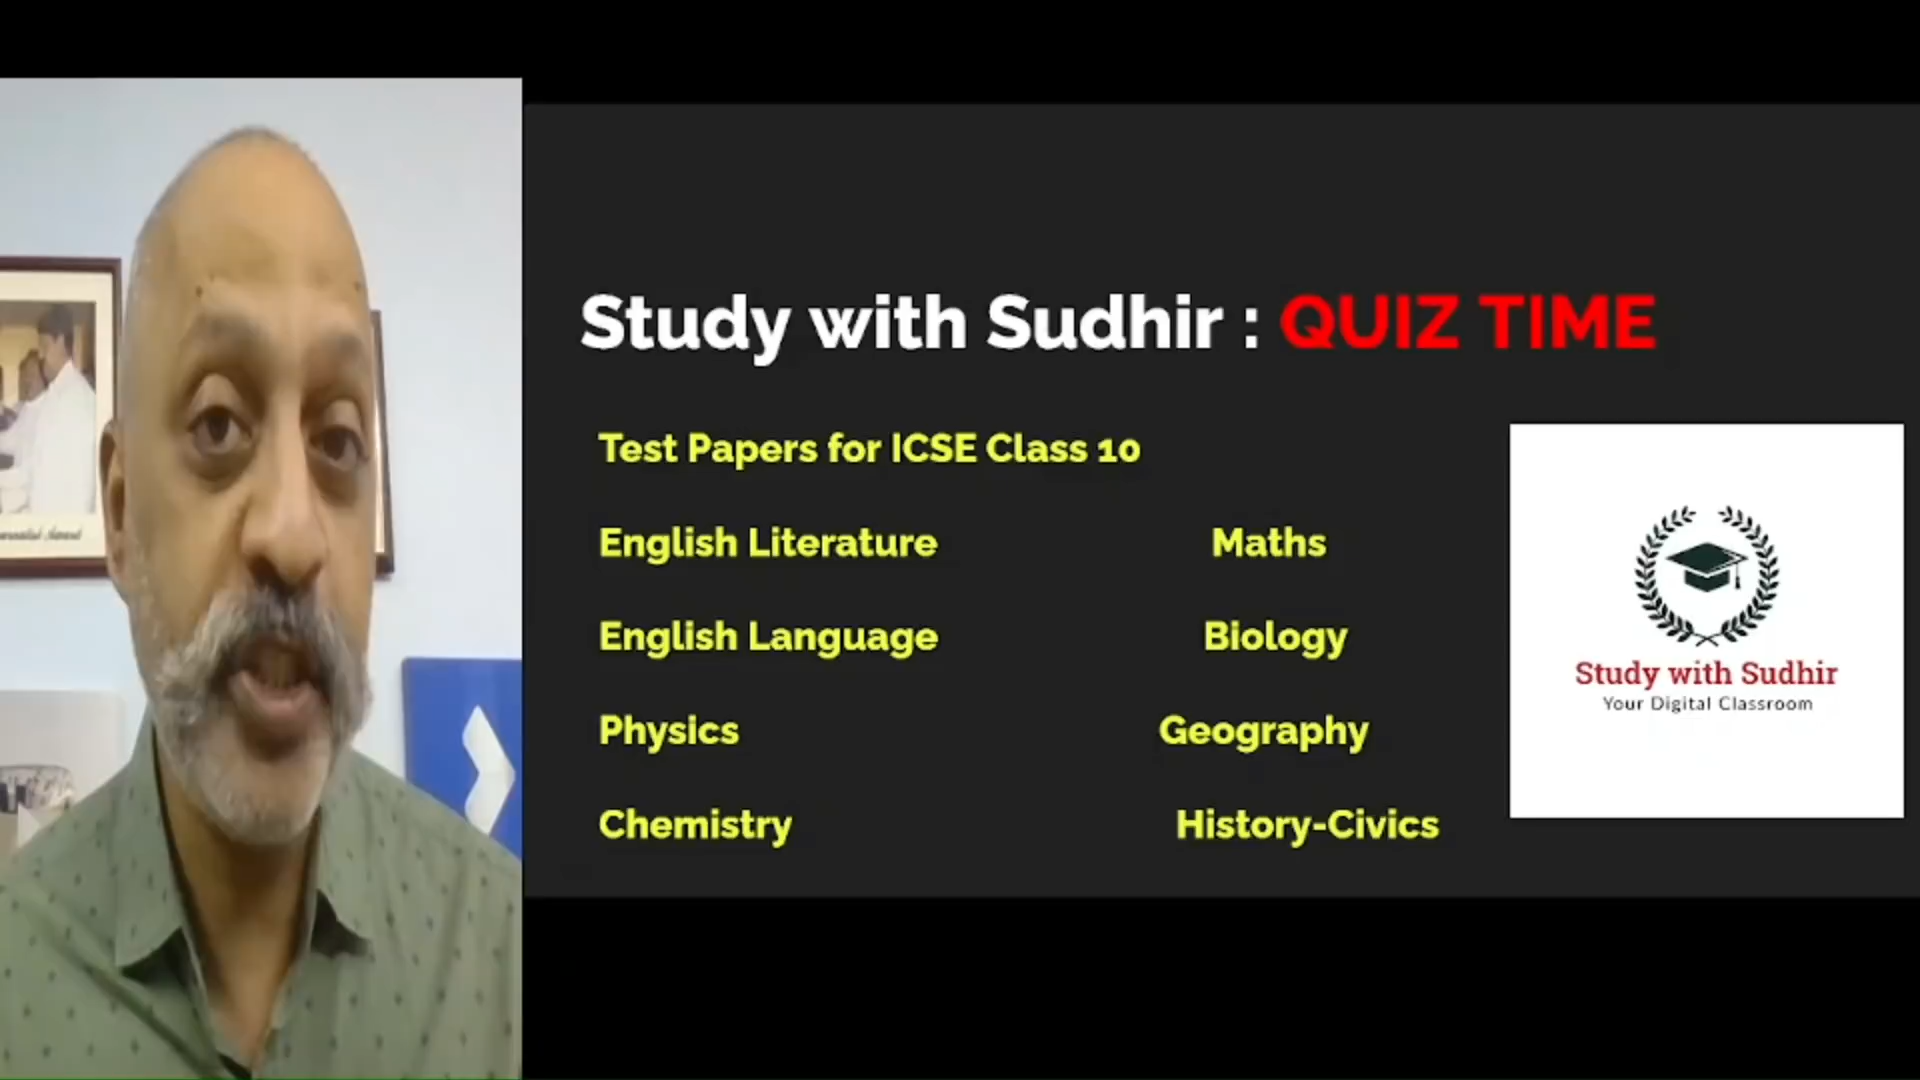 Study with Sudhir : QUIZ TIME
Test Papers for ICSE Class 10
English Literature Maths
English Language Biology
Physics Geography
Chemistry History-Civics
Study with Sudhir
Your Digital Classroom